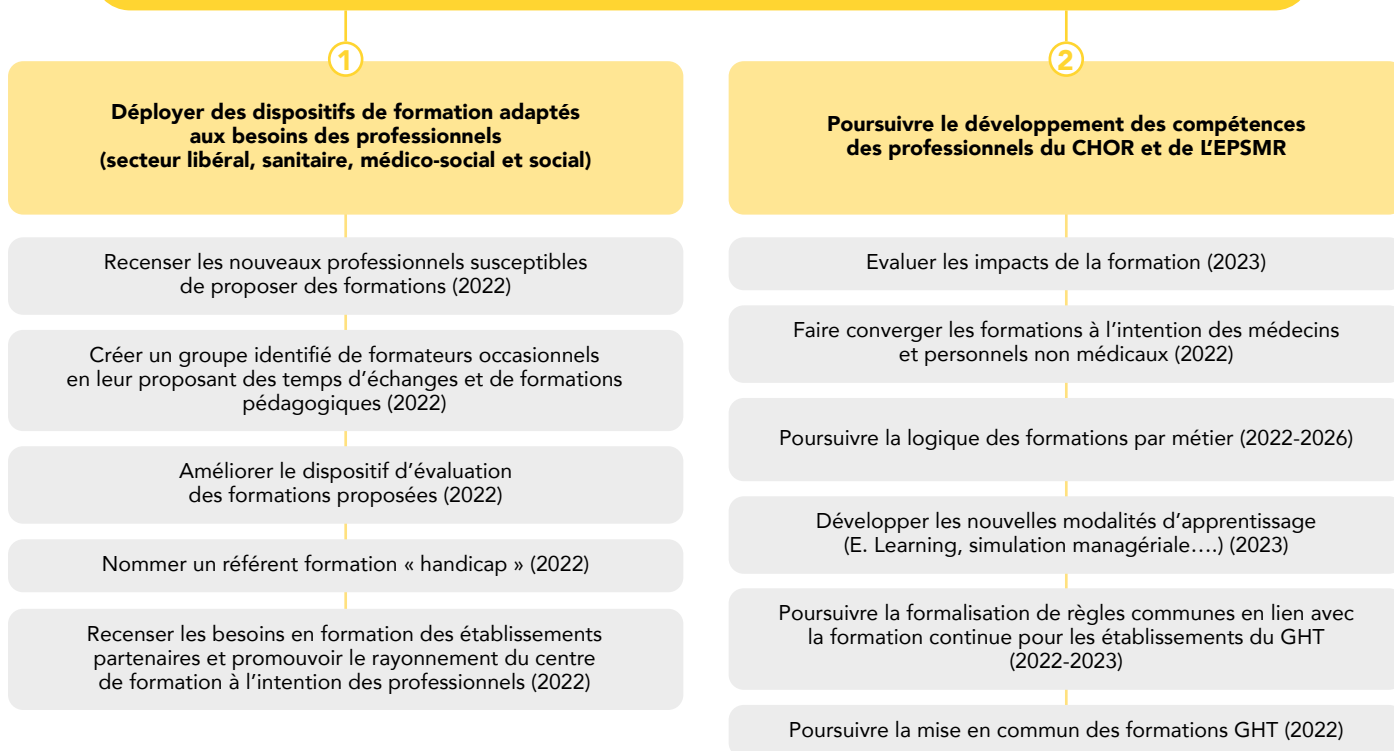 1
Déployer des dispositifs de formation adaptés
aux besoins des professionnels
(secteur libéral, sanitaire, médico-social et social)
Recenser les nouveaux professionnels susceptibles
de proposer des formations (2022)
Créer un groupe identifié de formateurs occasionnels
en leur proposant des temps d'échanges et de formations
pédagogiques (2022)
Améliorer le dispositif d'évaluation
des formations proposées (2022)
Nommer un référent formation « handicap » (2022)
Recenser les besoins en formation des établissements
partenaires et promouvoir le rayonnement du centre
de formation à l'intention des professionnels (2022)
2
Poursuivre le développement des compétences
des professionnels du CHOR et de L'EPSMR
Evaluer les impacts de la formation (2023)
Faire converger les formations à l'intention des médecins
et personnels non médicaux (2022)
Poursuivre la logique des formations par métier (2022-2026)
Développer les nouvelles modalités d'apprentissage
(E. Learning, simulation managériale….) (2023)
Poursuivre la formalisation de règles communes en lien avec
la formation continue pour les établissements du GHT
(2022-2023)
Poursuivre la mise en commun des formations GHT (2022)